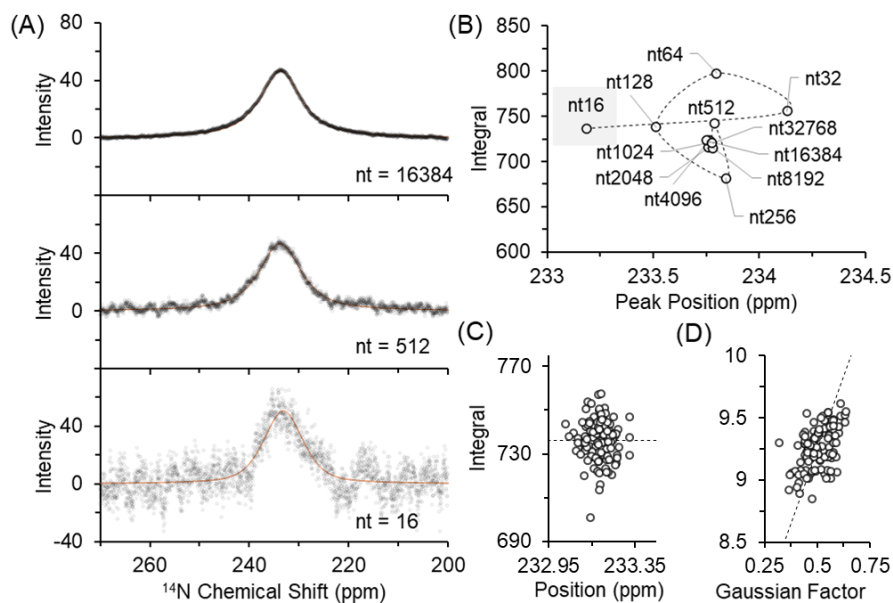 (A)
80
40
0
Intensity
nt = 16384
40
0
Intensity
nt = 512
40
0
-40
Intensity
nt = 16
260
240
220
200
¹⁴N Chemical Shift (ppm)
(B)
850
800
750
700
650
600
Integral
nt64
nt128
nt32
nt16
nt512
nt32768
nt1024
nt16384
nt2048
nt8192
nt4096
nt256
233
233.5
234
234.5
Peak Position (ppm)
(C)
770
730
690
Integral
232.95
233.35
Position (ppm)
(D)
10
9.5
9
8.5
0.25
0.5
0.75
Gaussian Factor